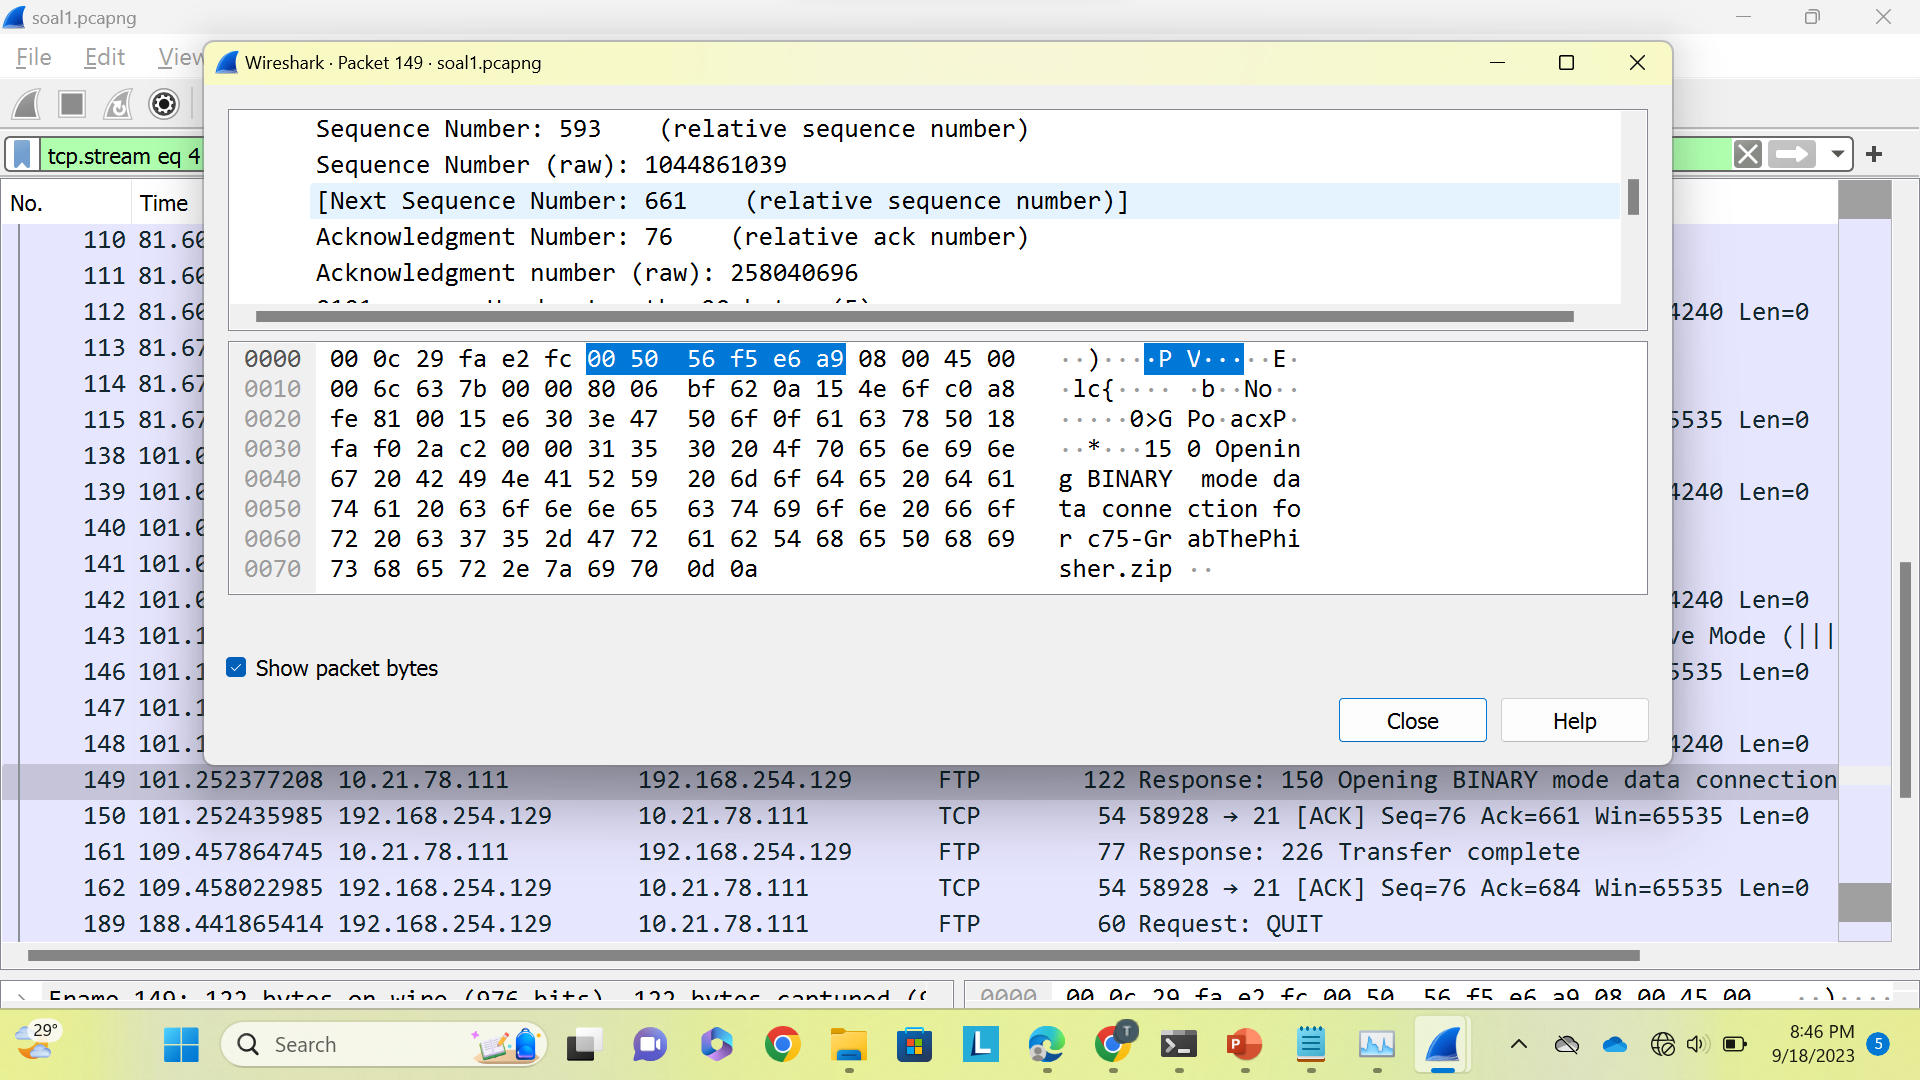 soal1.pcapng
File Edit View
Wireshark · Packet 149 · soal1.pcapng
tcp.stream eq 4
Sequence Number: 593 (relative sequence number)
Sequence Number (raw): 1044861039
[Next Sequence Number: 661 (relative sequence number)]
Acknowledgment Number: 76 (relative ack number)
Acknowledgment number (raw): 258040696
0000 00 0c 29 fa e2 fc 00 50 56 f5 e6 a9 08 00 45 00 ··)····P V·····E·
0010 00 6c 63 7b 00 00 80 06 bf 62 0a 15 4e 6f c0 a8 ·lc{···· ·b··No··
0020 fe 81 00 15 e6 30 3e 47 50 6f 0f 61 63 78 50 18 ·····0>G Po·acxP·
0030 fa f0 2a c2 00 00 31 35 30 20 4f 70 65 6e 69 6e ··*···15 0 Openin
0040 67 20 42 49 4e 41 52 59 20 6d 6f 64 65 20 64 61 g BINARY mode da
0050 74 61 20 63 6f 6e 6e 65 63 74 69 6f 6e 20 66 6f ta conne ction fo
0060 72 20 63 37 35 2d 47 72 61 62 54 68 65 50 68 69 r c75-Gr abThePhi
0070 73 68 65 72 2e 7a 69 70 0d 0a sher.zip ··
Show packet bytes
Close Help
No. Time
110 81.60
111 81.60
112 81.60 4240 Len=0
113 81.67
114 81.67
115 81.67 5535 Len=0
138 101.0
139 101.0 4240 Len=0
140 101.0
141 101.0
142 101.0 4240 Len=0
143 101.1 ve Mode (|||
146 101.1 5535 Len=0
147 101.1
148 101.1 4240 Len=0
149 101.252377208 10.21.78.111 192.168.254.129 FTP 122 Response: 150 Opening BINARY mode data connection
150 101.252435985 192.168.254.129 10.21.78.111 TCP 54 58928 → 21 [ACK] Seq=76 Ack=661 Win=65535 Len=0
161 109.457864745 10.21.78.111 192.168.254.129 FTP 77 Response: 226 Transfer complete
162 109.458022985 192.168.254.129 10.21.78.111 TCP 54 58928 → 21 [ACK] Seq=76 Ack=684 Win=65535 Len=0
189 188.441865414 192.168.254.129 10.21.78.111 FTP 60 Request: QUIT
Frame 149: 122 bytes on wire (976 bits), 122 bytes captured (9
0000 00 0c 29 fa e2 fc 00 50 56 f5 e6 a9 08 00 45 00 ··)····
29°
Search
L
T
P
8:46 PM
9/18/2023
5